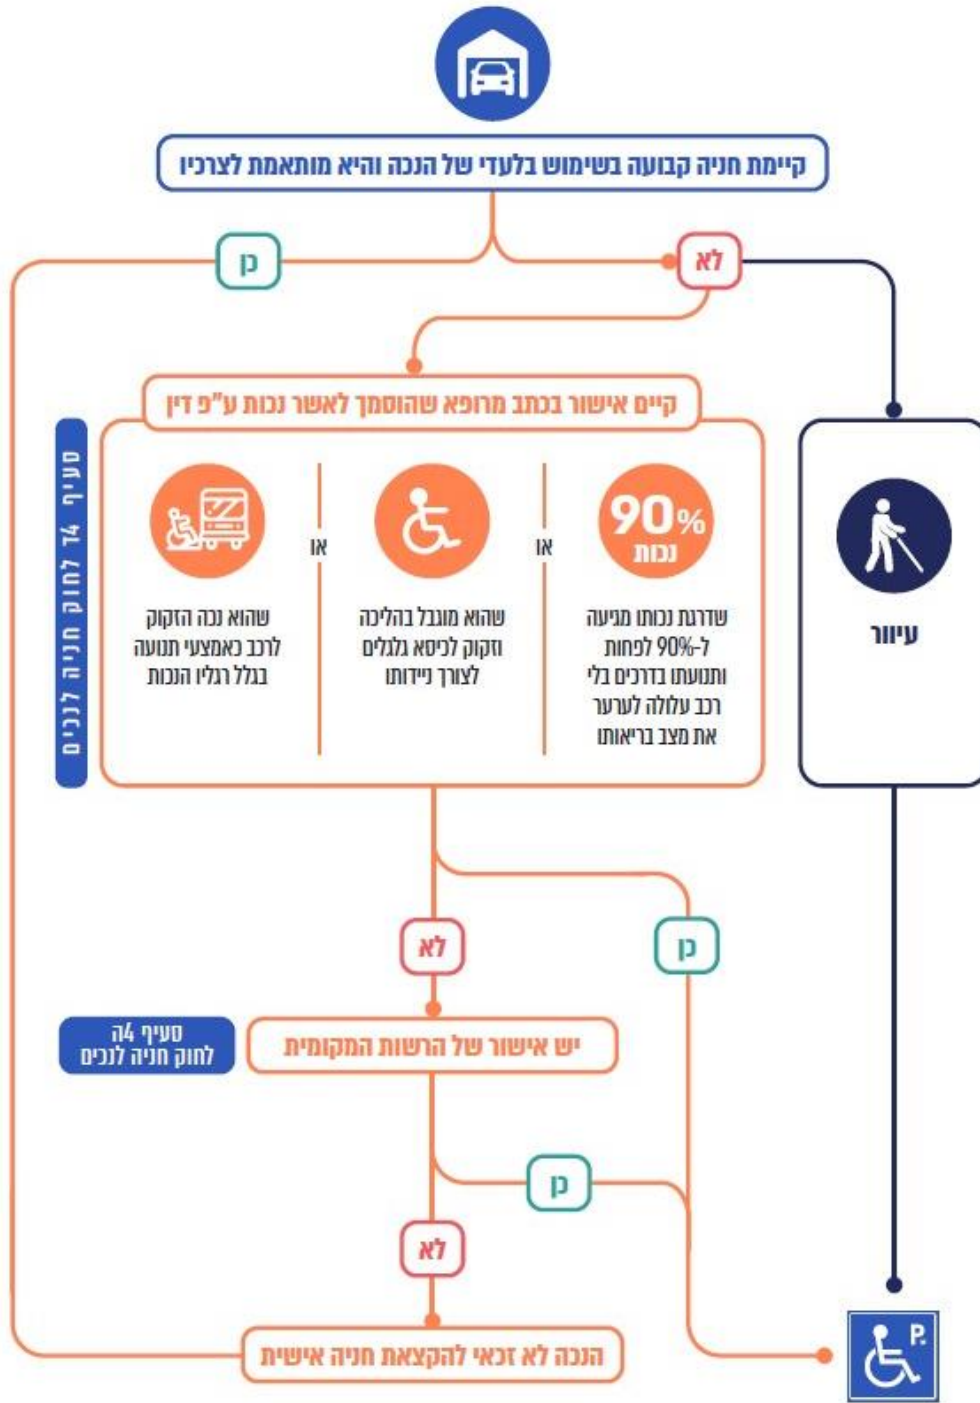 קיימת חניה קבועה בשימוש בלעדי של הנכה והיא מותאמת לצרכיו
לא
כן
קיים אישור בכתב מרופא שהוסמך לאשר נכות ע"פ דין
סעיף 4ד לחוק חניה לנכים
90%
נכות
שדרגת נכותו מגיעה
ל-90% לפחות
ותנועתו בדרכים בלי
רכב עלולה לערער
את מצב בריאותו
או
שהוא מוגבל בהליכה
וזקוק לכיסא גלגלים
לצורך ניידותו
או
שהוא נכה הזקוק
לרכב כאמצעי תנועה
בגלל רגליו הנכות
עיוור
לא
כן
יש אישור של הרשות המקומית
סעיף 4ה
לחוק חניה לנכים
כן
לא
הנכה לא זכאי להקצאת חניה אישית
P.